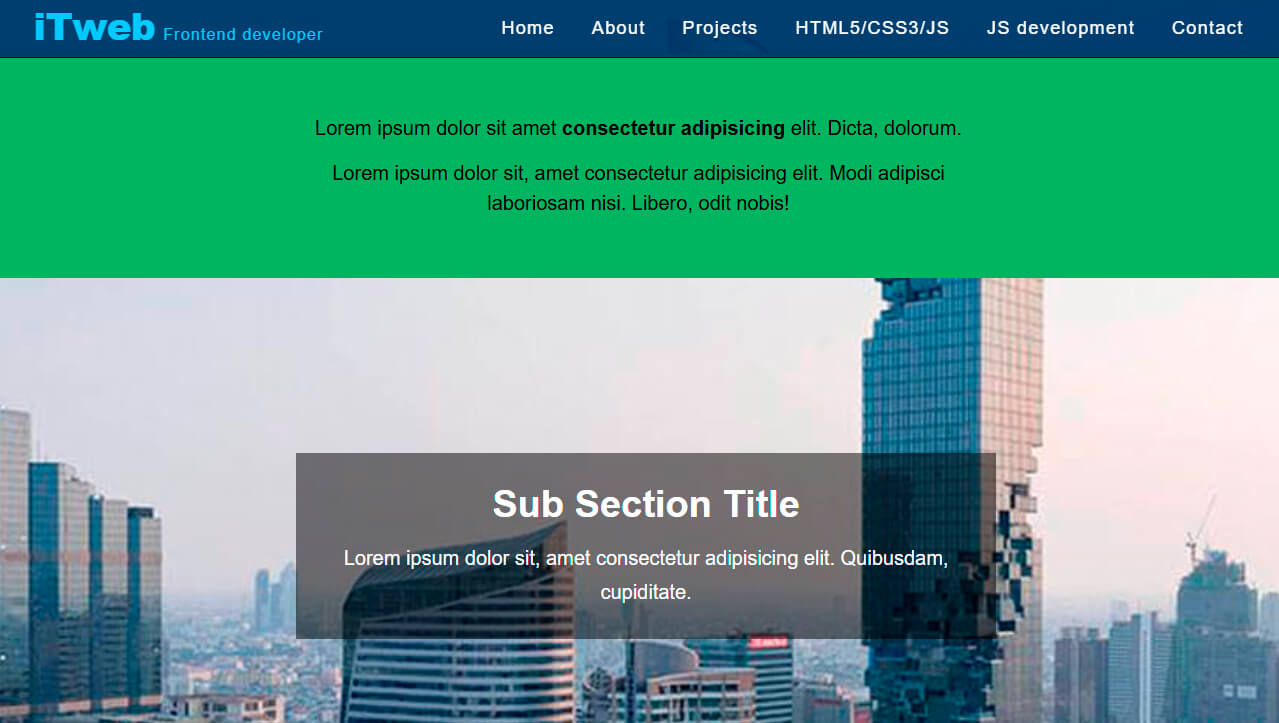 iTweb Frontend developer Home About Projects HTML5/CSS3/JS JS development Contact
Lorem ipsum dolor sit amet consectetur adipisicing elit. Dicta, dolorum.
Lorem ipsum dolor sit, amet consectetur adipisicing elit. Modi adipisci
laboriosam nisi. Libero, odit nobis!
Sub Section Title
Lorem ipsum dolor sit, amet consectetur adipisicing elit. Quibusdam,
cupiditate.